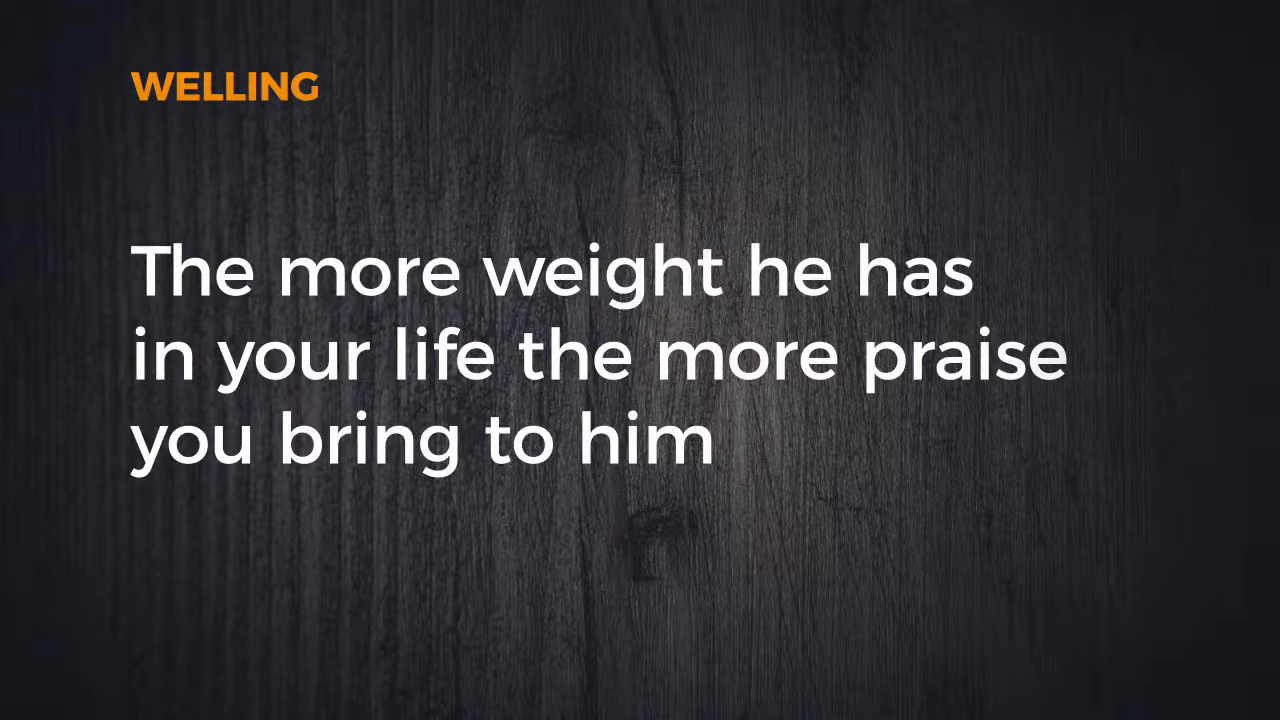 WELLING
The more weight he has
in your life the more praise
you bring to him